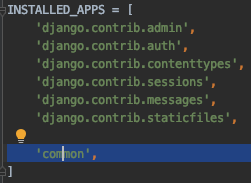 INSTALLED_APPS = [
'django.contrib.admin',
'django.contrib.auth',
'django.contrib.contenttypes',
'django.contrib.sessions',
'django.contrib.messages',
'django.contrib.staticfiles',
'common',
]